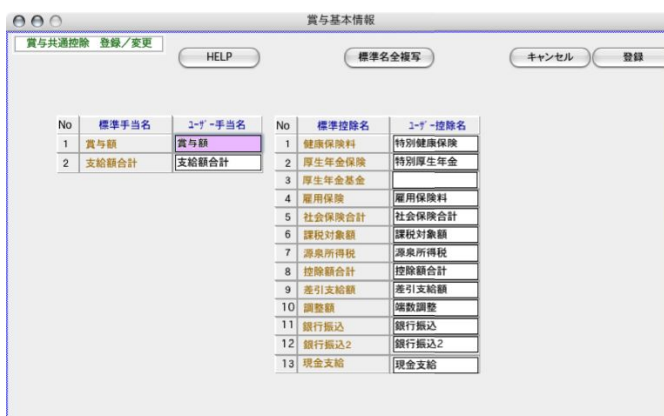 賞与基本情報
賞与共通控除 登録／変更
HELP
標準名全複写
キャンセル
登録
No 標準手当名 ﾕｰｻﾞｰ手当名
1 賞与額 賞与額
2 支給額合計 支給額合計
No 標準控除名 ﾕｰｻﾞｰ控除名
1 健康保険料 特別健康保険
2 厚生年金保険 特別厚生年金
3 厚生年金基金
4 雇用保険 雇用保険料
5 社会保険合計 社会保険合計
6 課税対象額 課税対象額
7 源泉所得税 源泉所得税
8 控除額合計 控除額合計
9 差引支給額 差引支給額
10 調整額 端数調整
11 銀行振込 銀行振込
12 銀行振込2 銀行振込2
13 現金支給 現金支給